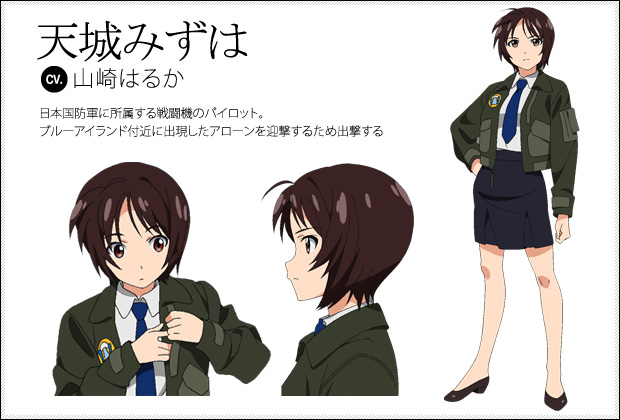 天城みずは
CV. 山崎はるか
日本国防軍に所属する戦闘機のパイロット。
ブルーアイランド付近に出現したアローンを迎撃するため出撃する